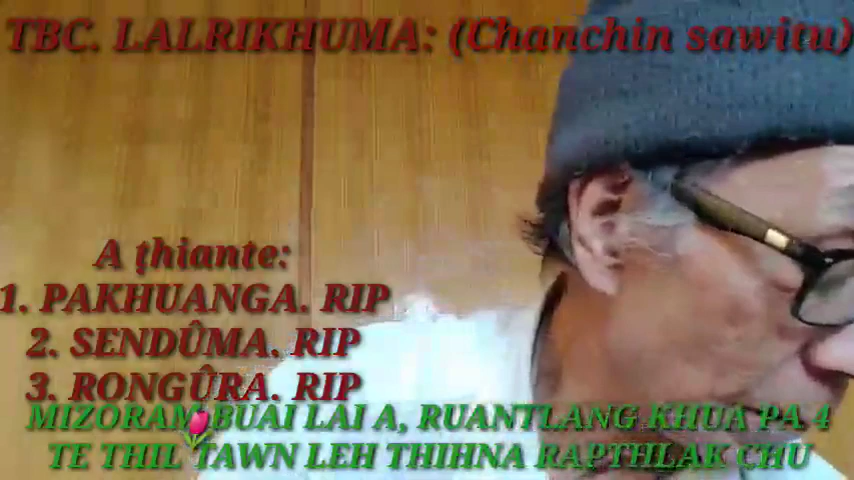 TBC. LALRIKHUMA: (Chanchin sawitu)
A ṭhiante:
1. PAKHUANGA. RIP
2. SENDÛMA. RIP
3. RONGÛRA. RIP
MIZORAM BUAI LAI A, RUANTLANG KHUA PA 4
TE THIL TAWN LEH THIHNA RAPTHLAK CHU